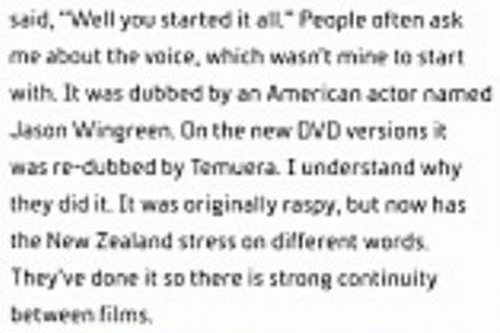 said, "Well you started it all." People often ask
me about the voice, which wasn't mine to start
with. It was dubbed by an American actor named
Jason Wingreen. On the new DVD versions it
was re-dubbed by Temuera. I understand why
they did it. It was originally raspy, but now has
the New Zealand stress on different words.
They've done it so there is strong continuity
between films.